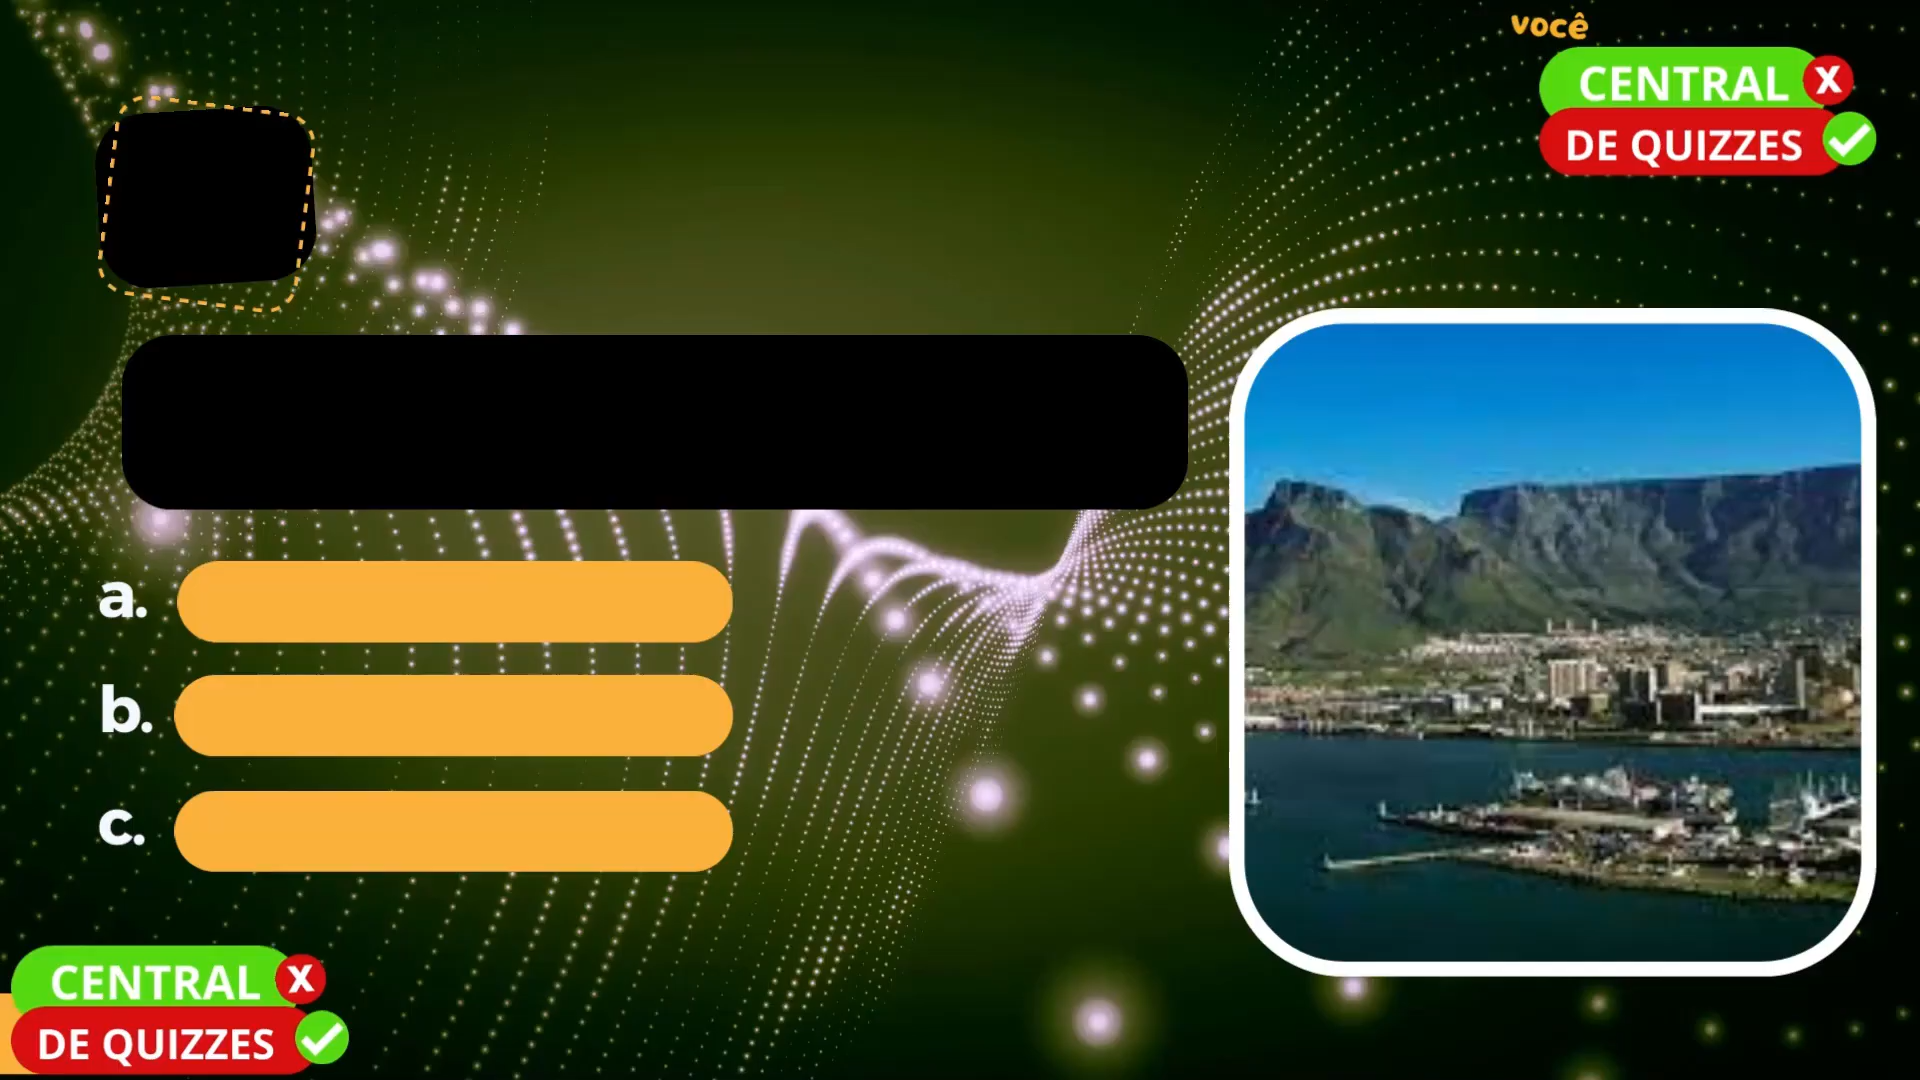 você
CENTRAL X
DE QUIZZES
a.
b.
c.
CENTRAL X
DE QUIZZES